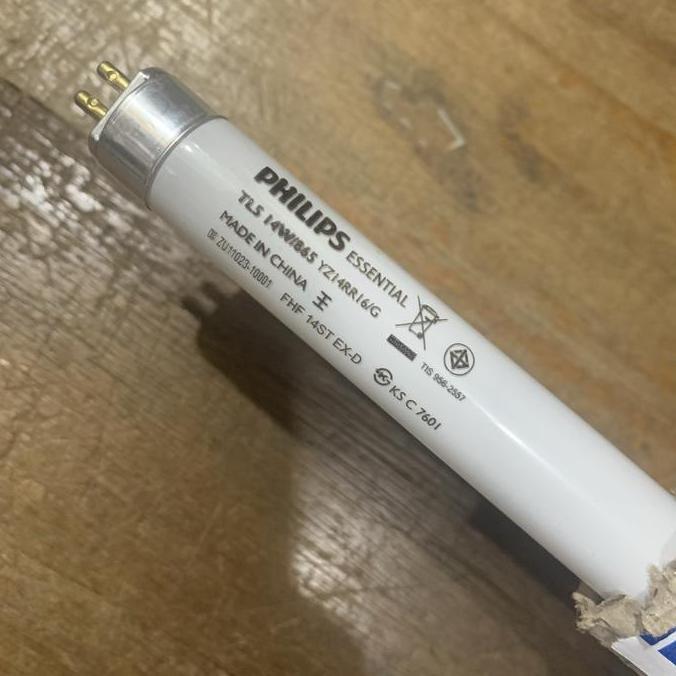 PHILIPS ESSENTIAL
TL5 14W/865 YZ14RR16/G
MADE IN CHINA
ZU11023-10001 FHF 14ST EX-D
TIS 956-2557
KS C 7601